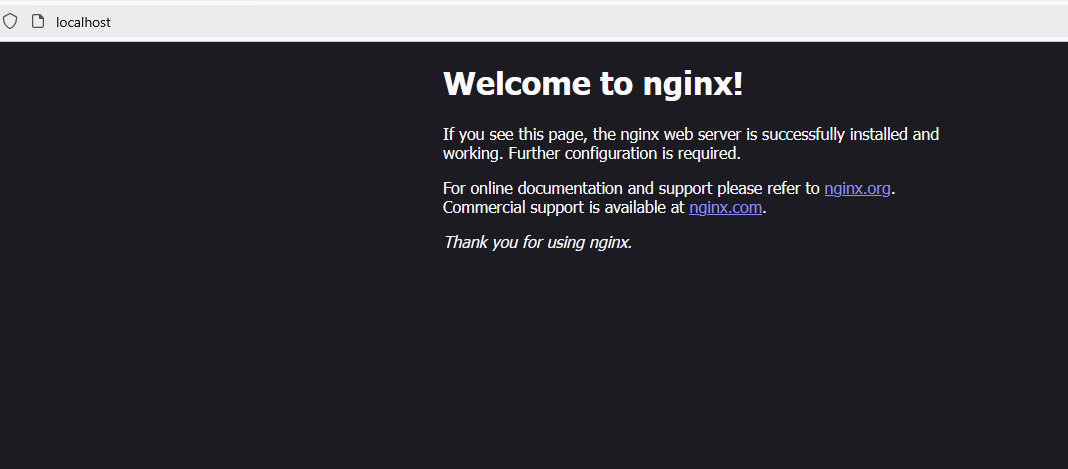 localhost
Welcome to nginx!
If you see this page, the nginx web server is successfully installed and
working. Further configuration is required.
For online documentation and support please refer to nginx.org.
Commercial support is available at nginx.com.
Thank you for using nginx.